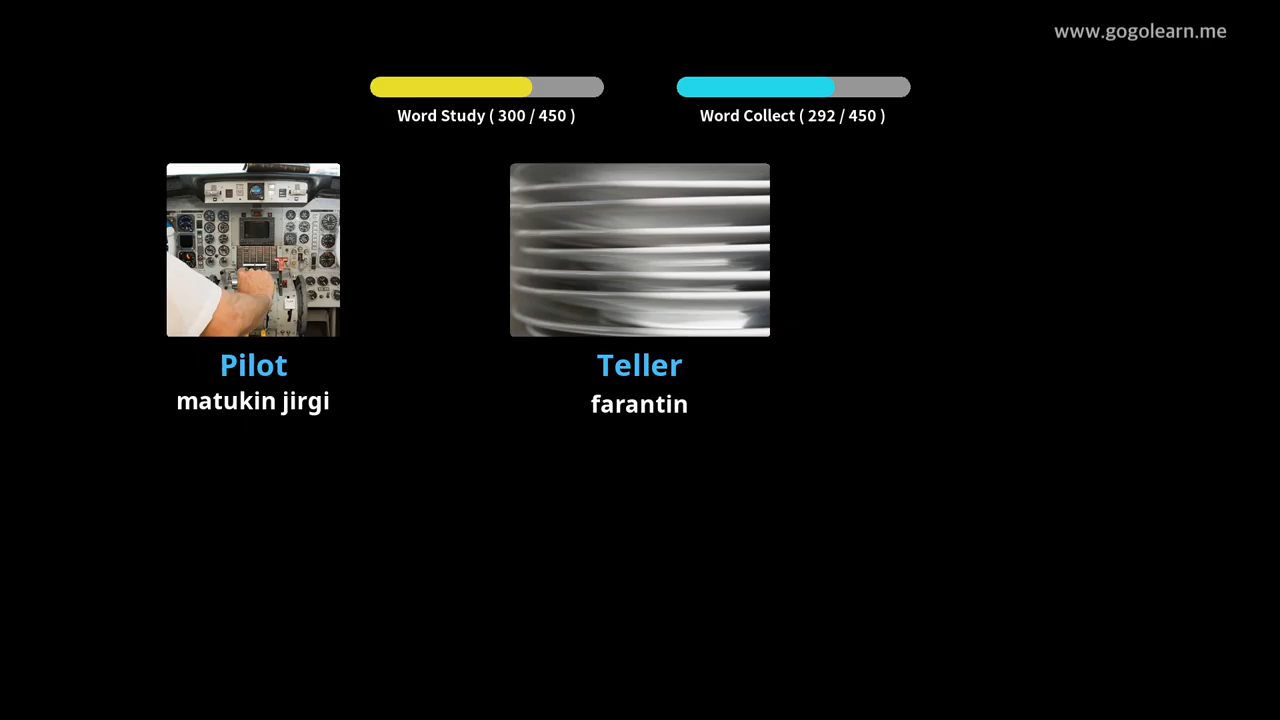 www.gogolearn.me
Word Study ( 300 / 450 )
Word Collect ( 292 / 450 )
Pilot
matukin jirgi
Teller
farantin